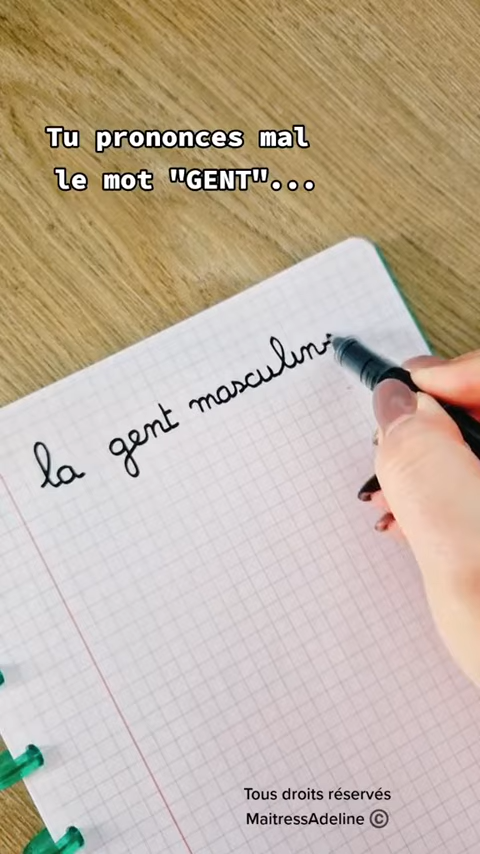 Tu prononces mal
le mot "GENT"...
la gent masculin
Tous droits réservés
MaitressAdeline ©